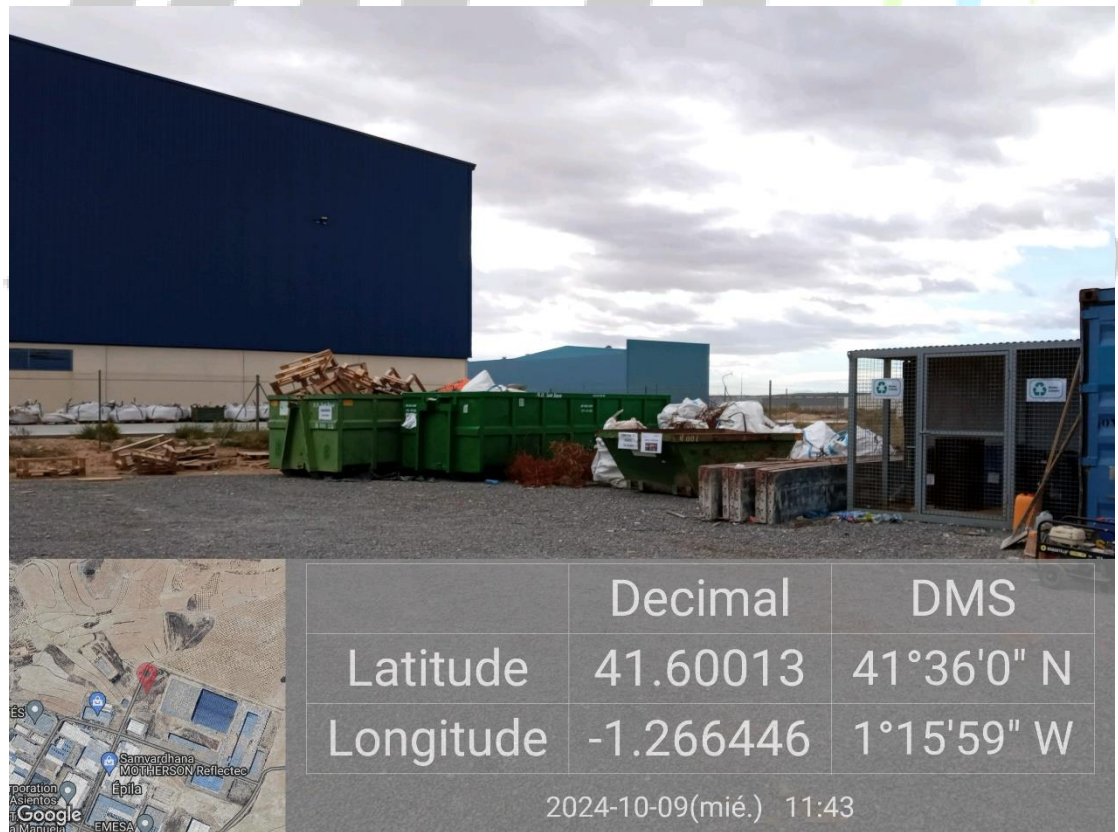 Decimal DMS
Latitude 41.60013 41°36'0" N
Longitude -1.266446 1°15'59" W
2024-10-09(mié.) 11:43
ÉS
Samvardhana
MOTHERSON Reflectec
Épila
Asientos
Google
EMESA